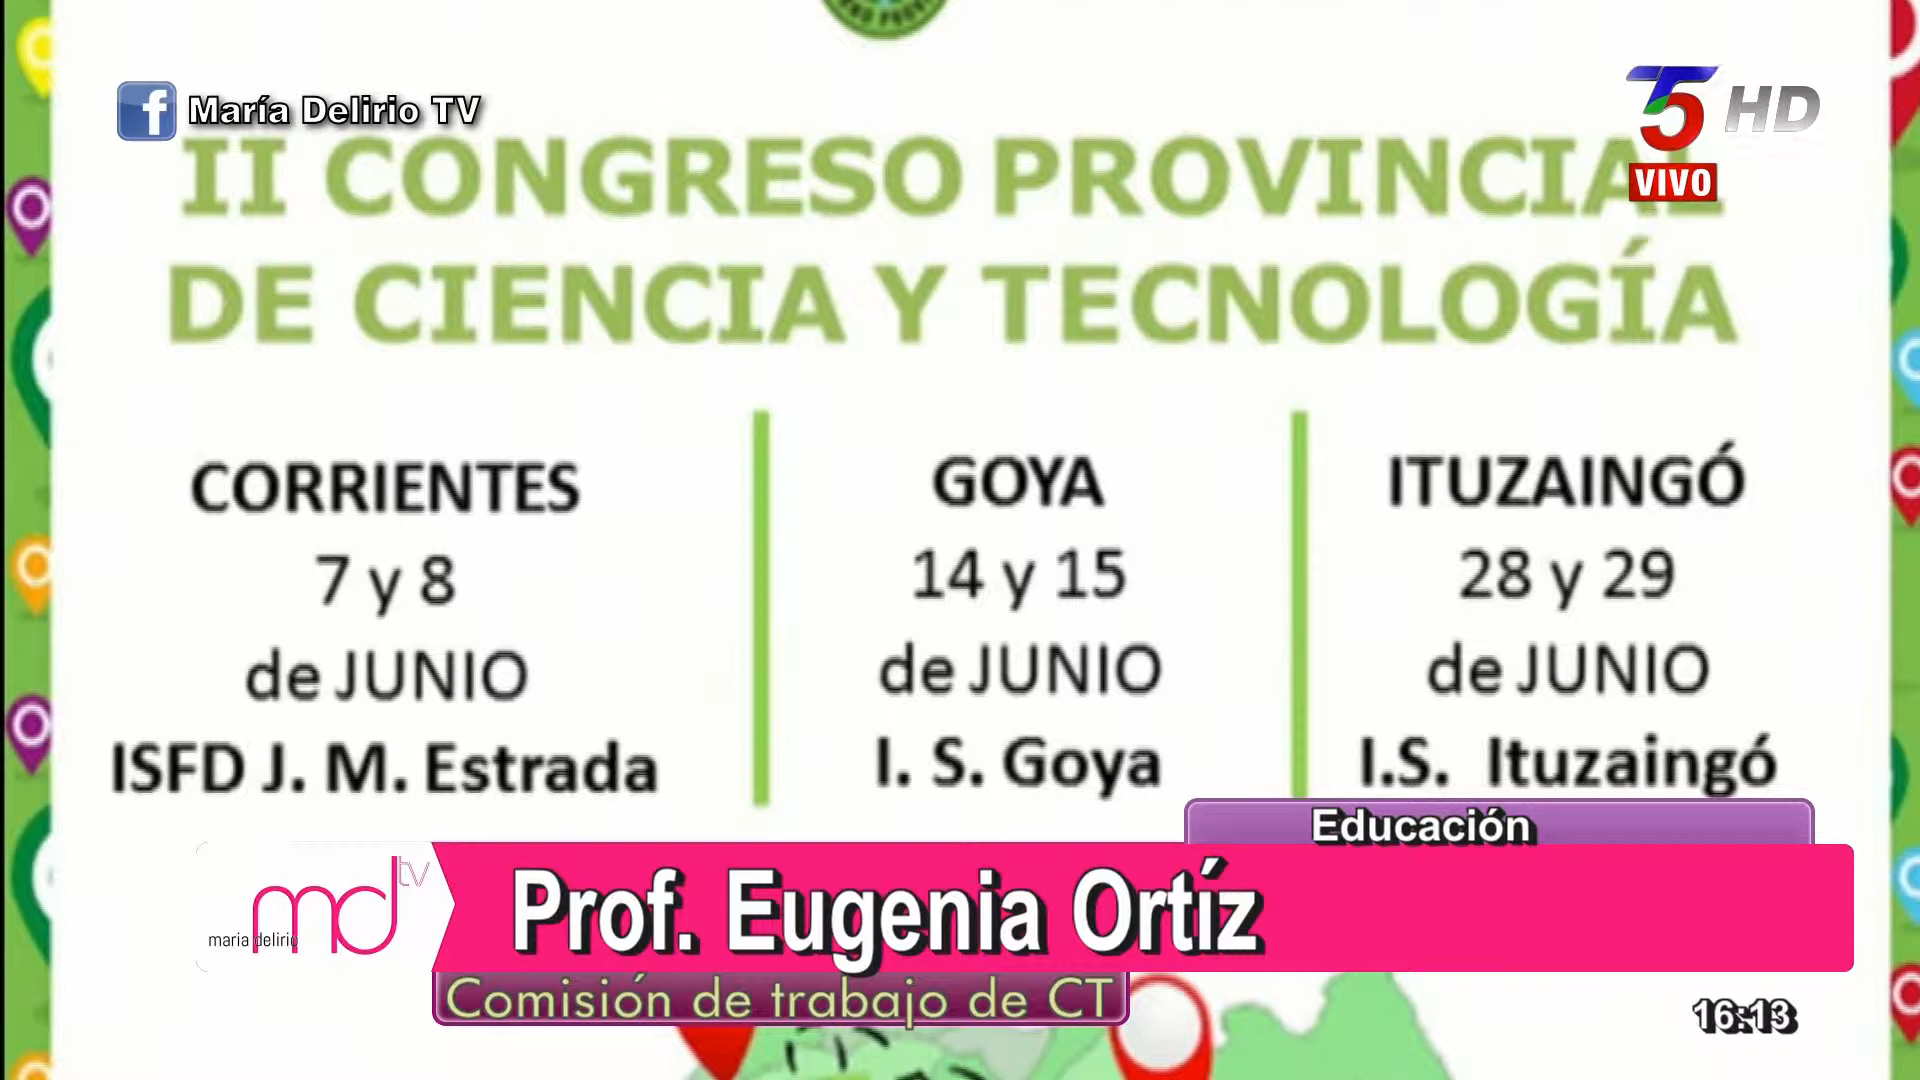 María Delirio TV
T5 HD
VIVO
II CONGRESO PROVINCIAL
DE CIENCIA Y TECNOLOGÍA
CORRIENTES
7 y 8
de JUNIO
ISFD J. M. Estrada
GOYA
14 y 15
de JUNIO
I. S. Goya
ITUZAINGÓ
28 y 29
de JUNIO
I.S. Ituzaingó
Educación
md tv
maria delirio
Prof. Eugenia Ortíz
Comisión de trabajo de CT
16:13